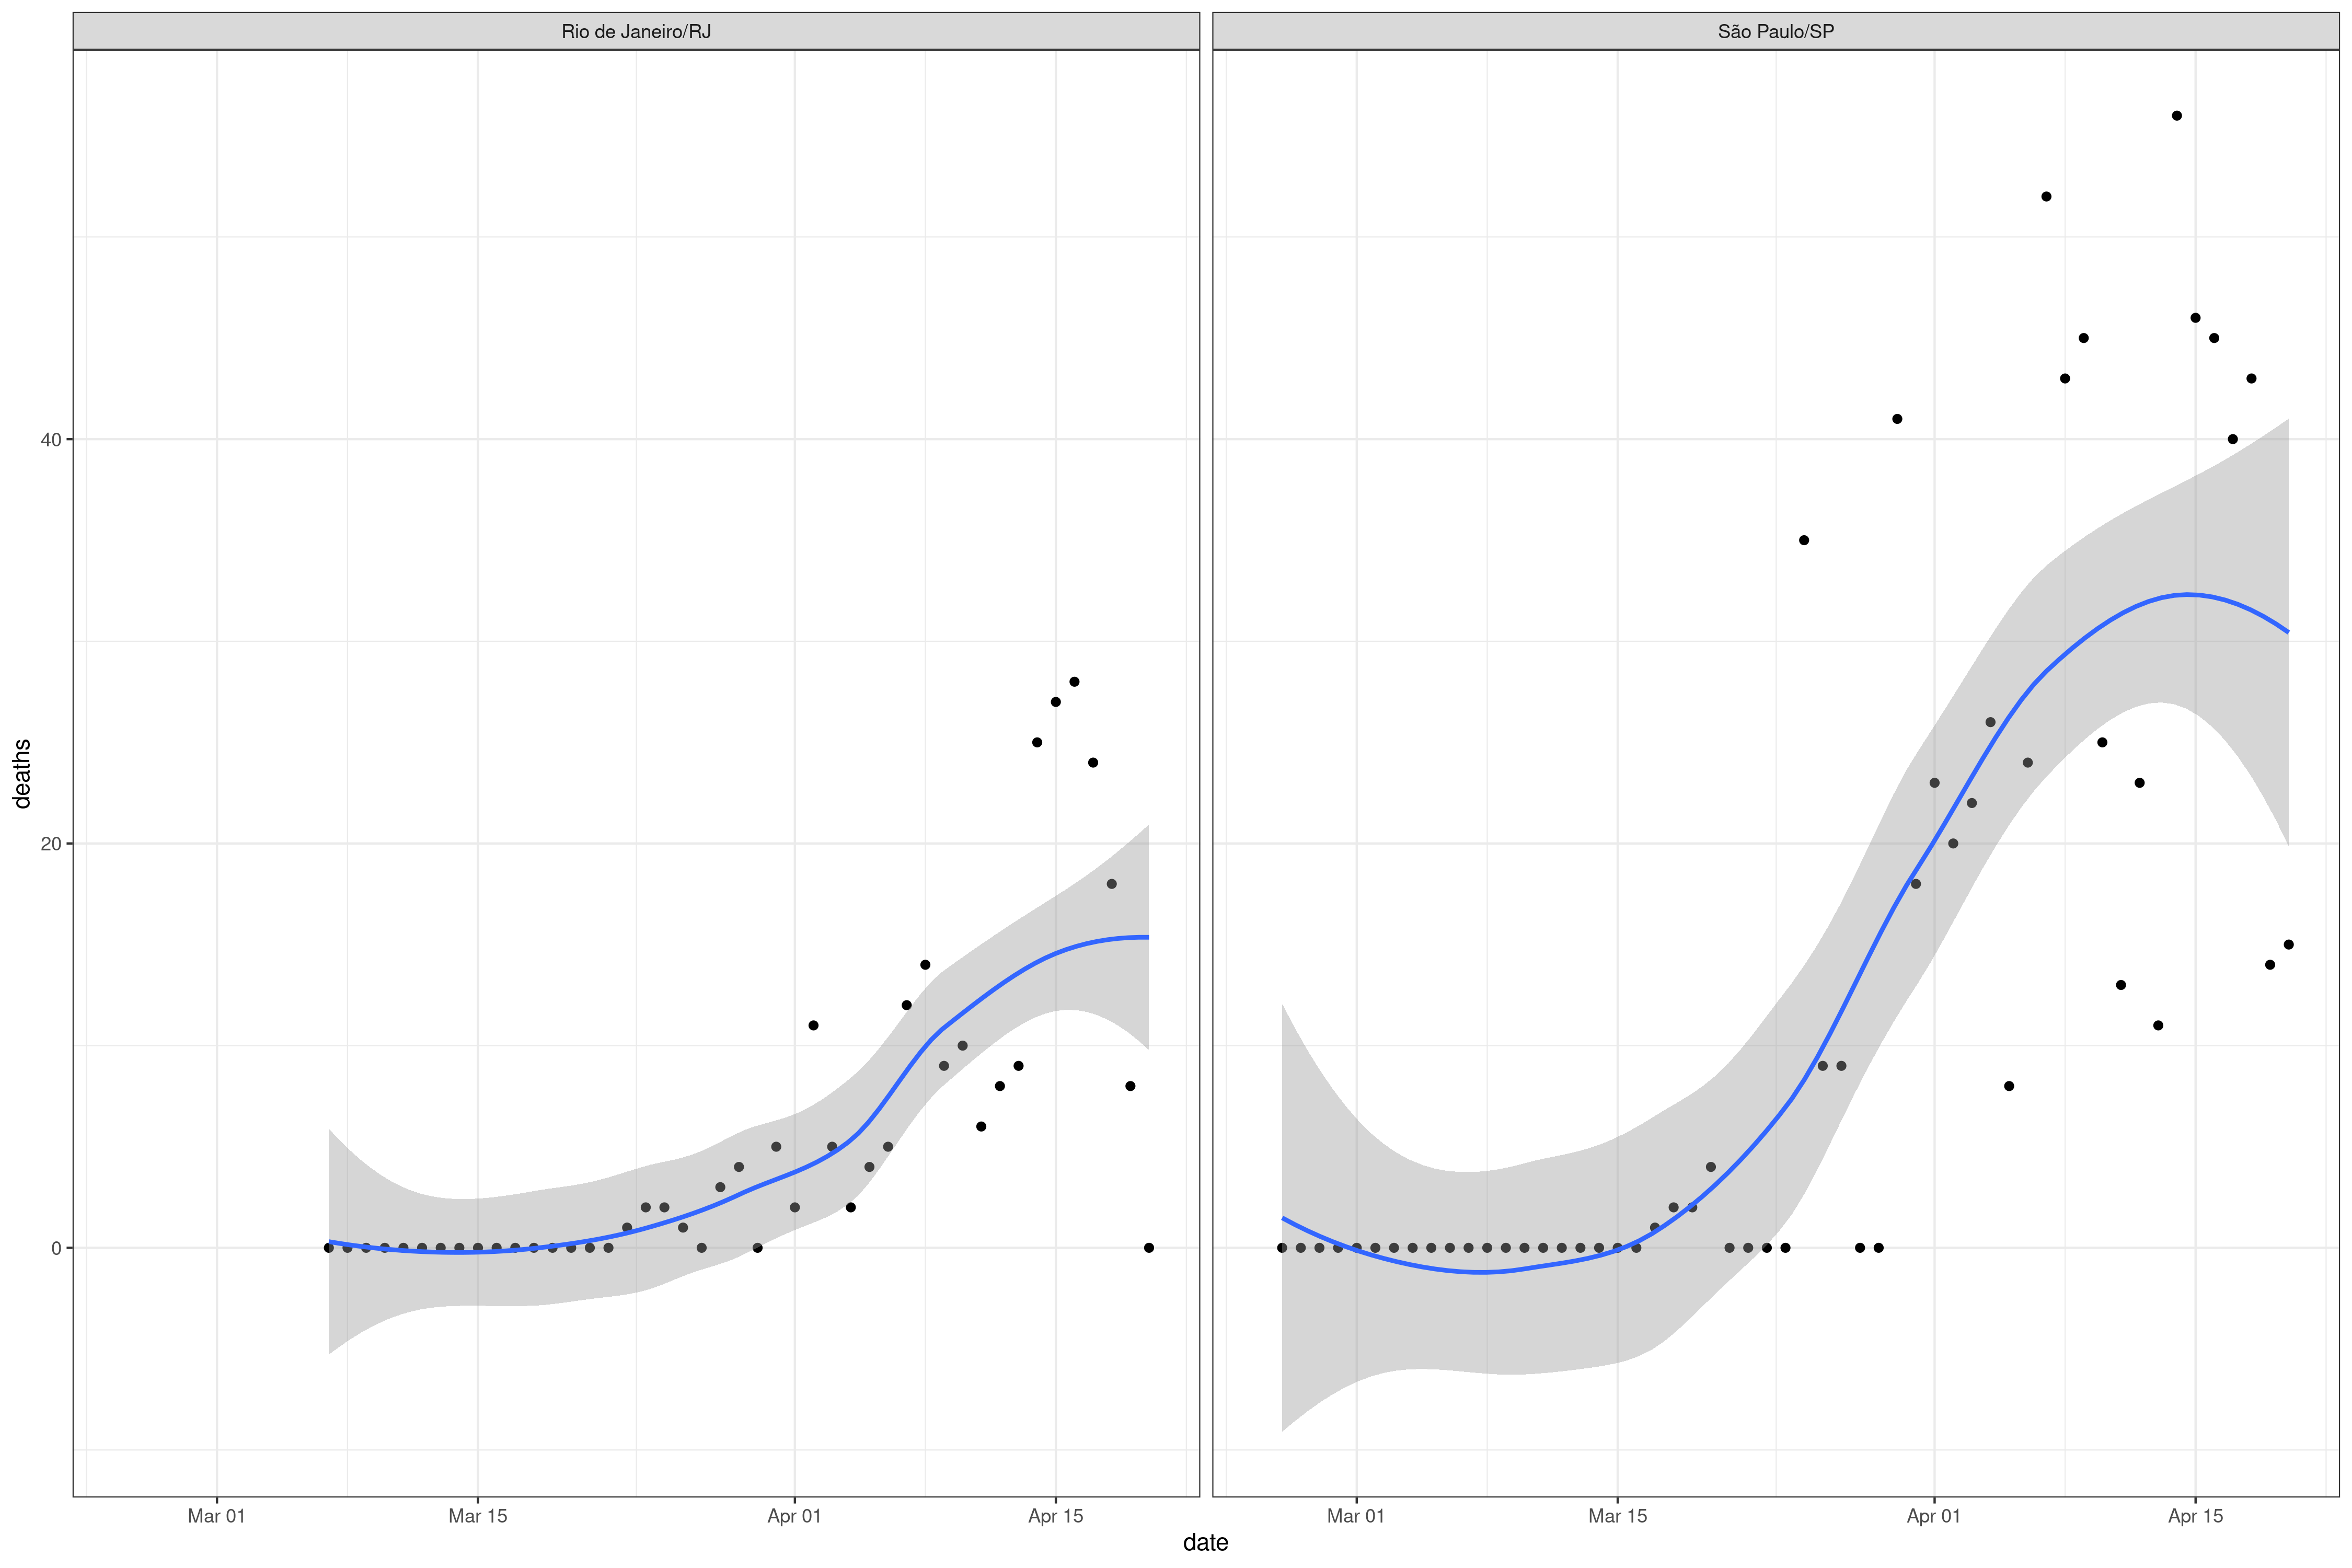 Rio de Janeiro/RJ
São Paulo/SP
deaths
40
20
0
Mar 01
Mar 15
Apr 01
Apr 15
Mar 01
Mar 15
Apr 01
Apr 15
date